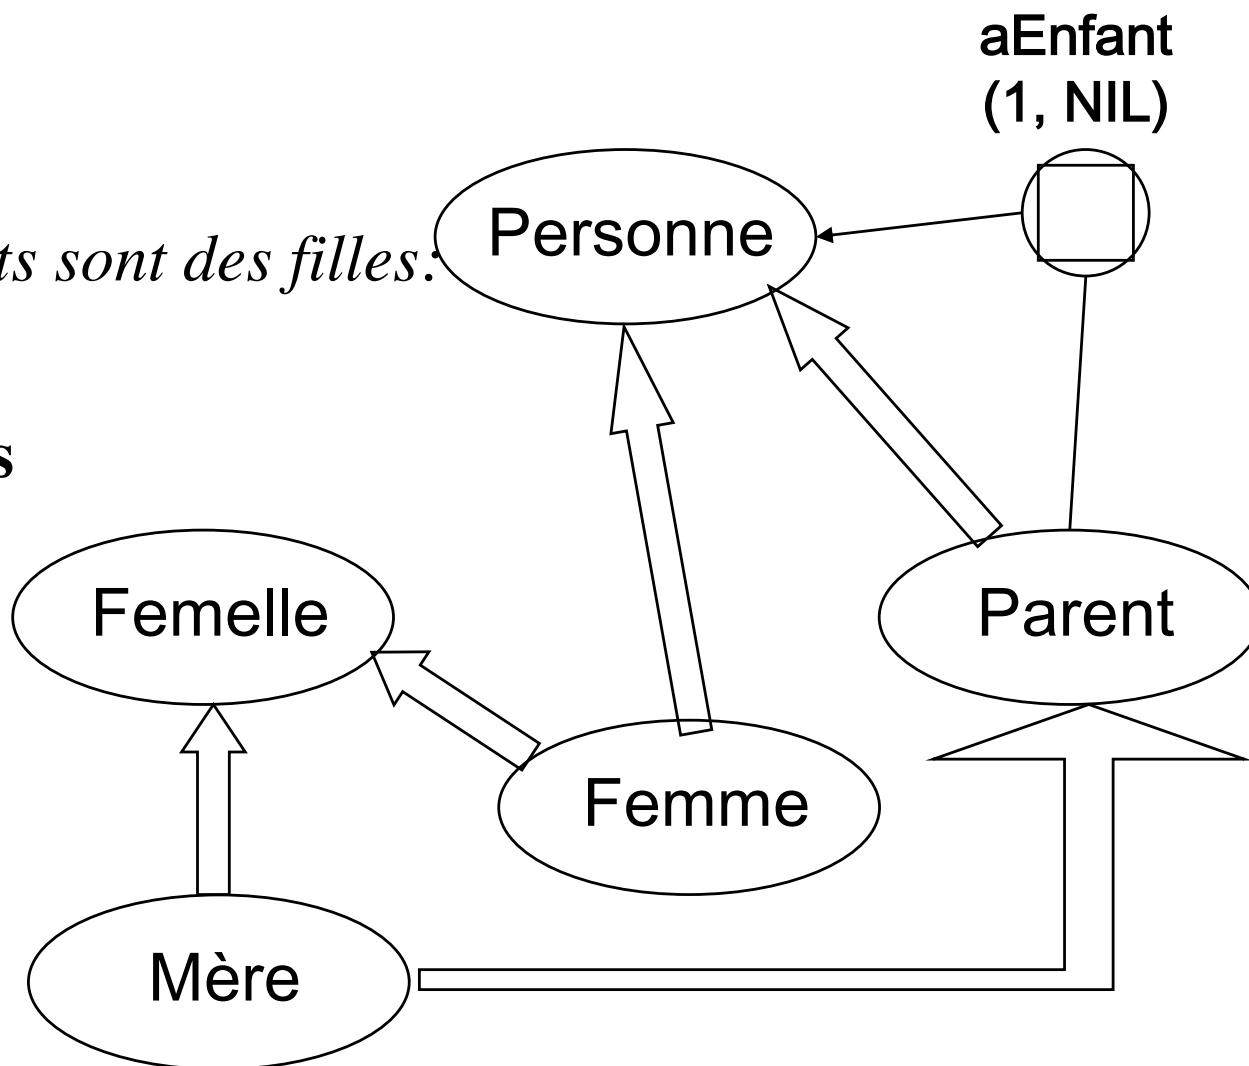 aEnfant
(1, NIL)
Personne
ts sont des filles:
s
Femelle
Parent
Femme
Mère